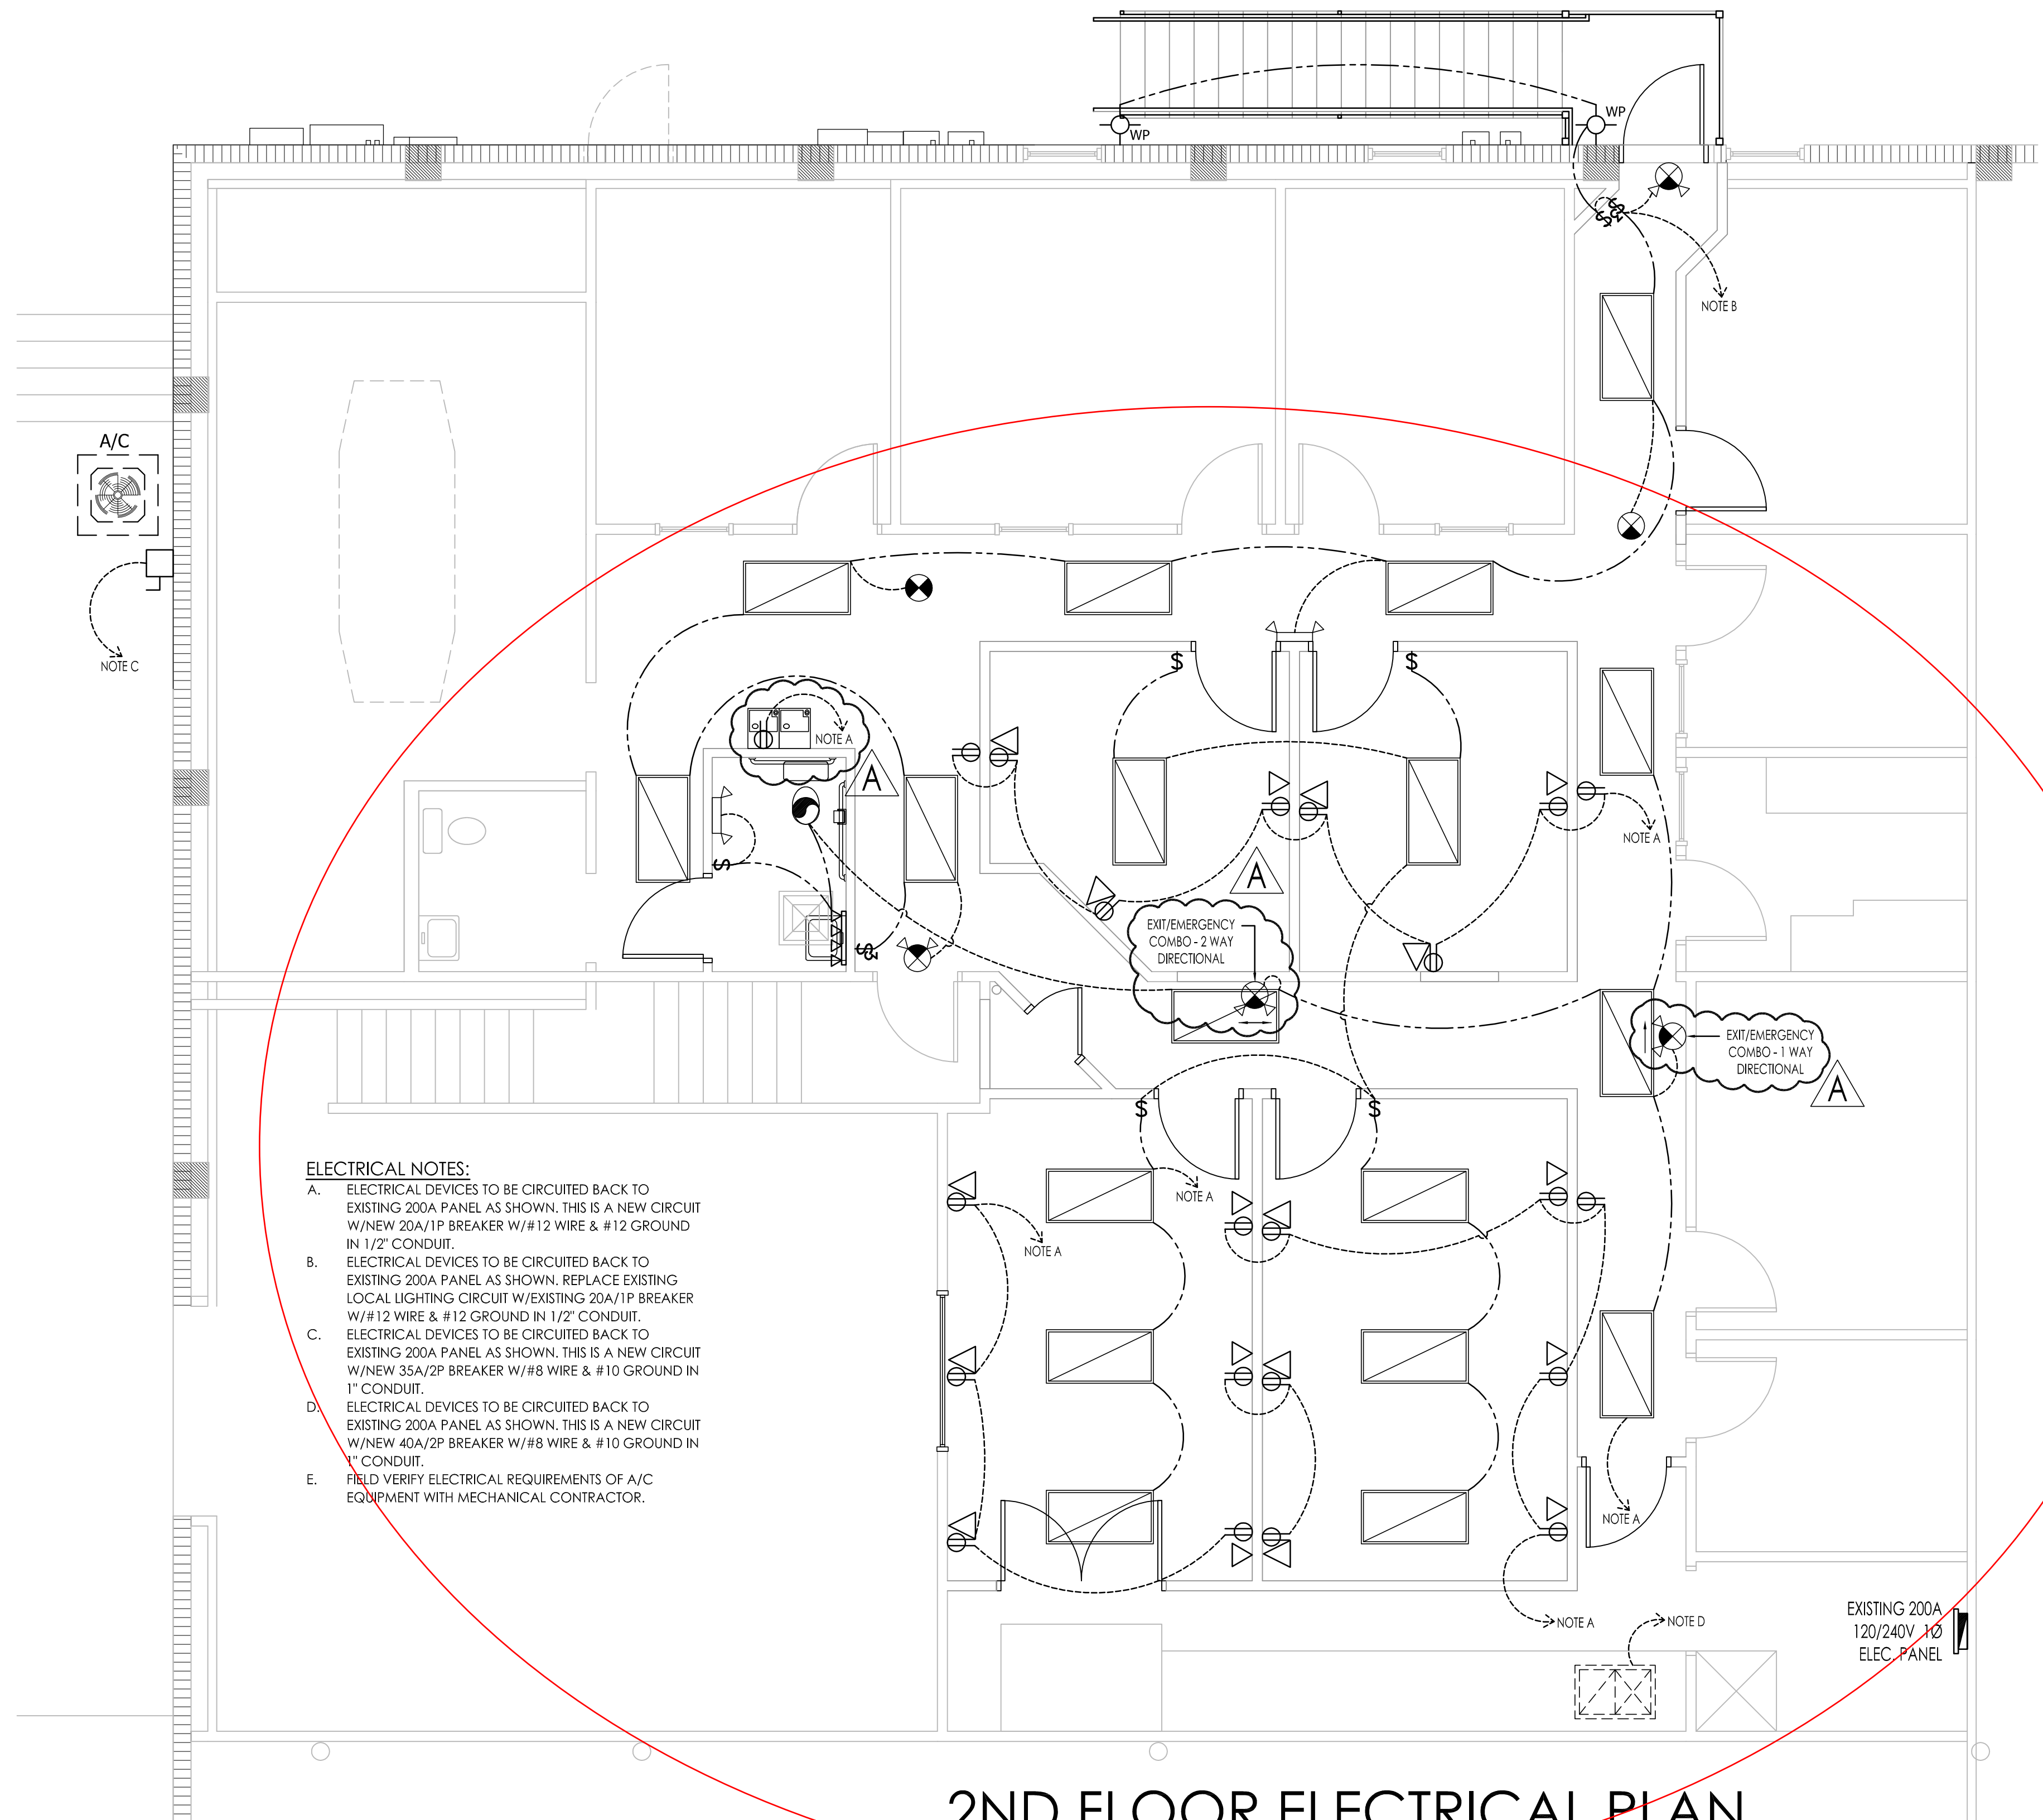 WP
WP
$
$3
NOTE B
A/C
NOTE C
$
$
NOTE A
A
NOTE A
$
$3
A
EXIT/EMERGENCY
COMBO - 2 WAY
DIRECTIONAL
EXIT/EMERGENCY
COMBO - 1 WAY
DIRECTIONAL
A
$
$
NOTE A
NOTE A
ELECTRICAL NOTES:
A. ELECTRICAL DEVICES TO BE CIRCUITED BACK TO
EXISTING 200A PANEL AS SHOWN. THIS IS A NEW CIRCUIT
W/NEW 20A/1P BREAKER W/#12 WIRE & #12 GROUND
IN 1/2" CONDUIT.
B. ELECTRICAL DEVICES TO BE CIRCUITED BACK TO
EXISTING 200A PANEL AS SHOWN. REPLACE EXISTING
LOCAL LIGHTING CIRCUIT W/EXISTING 20A/1P BREAKER
W/#12 WIRE & #12 GROUND IN 1/2" CONDUIT.
C. ELECTRICAL DEVICES TO BE CIRCUITED BACK TO
EXISTING 200A PANEL AS SHOWN. THIS IS A NEW CIRCUIT
W/NEW 35A/2P BREAKER W/#8 WIRE & #10 GROUND IN
1" CONDUIT.
D. ELECTRICAL DEVICES TO BE CIRCUITED BACK TO
EXISTING 200A PANEL AS SHOWN. THIS IS A NEW CIRCUIT
W/NEW 40A/2P BREAKER W/#8 WIRE & #10 GROUND IN
1" CONDUIT.
E. FIELD VERIFY ELECTRICAL REQUIREMENTS OF A/C
EQUIPMENT WITH MECHANICAL CONTRACTOR.
NOTE A
NOTE A
NOTE D
EXISTING 200A
120/240V 1Ø
ELEC. PANEL
2ND FLOOR ELECTRICAL PLAN